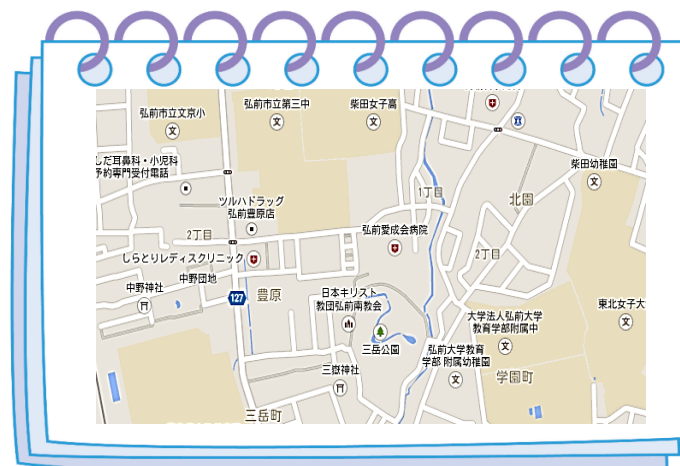 弘前市立文京小
弘前市立第三中
柴田女子高
柴田幼稚園
しだ耳鼻科・小児科
予約専門受付電話
ツルハドラッグ
弘前豊原店
1丁目
北園
2丁目
弘前愛成会病院
2丁目
しらとりレディスクリニック
中野神社
中野団地
127
豊原
日本キリスト
教団弘前南教会
三岳公園
大学法人弘前大学
教育学部附属中
東北女子大
弘前大学教育
学部 附属幼稚園
三嶽神社
学園町
三岳町